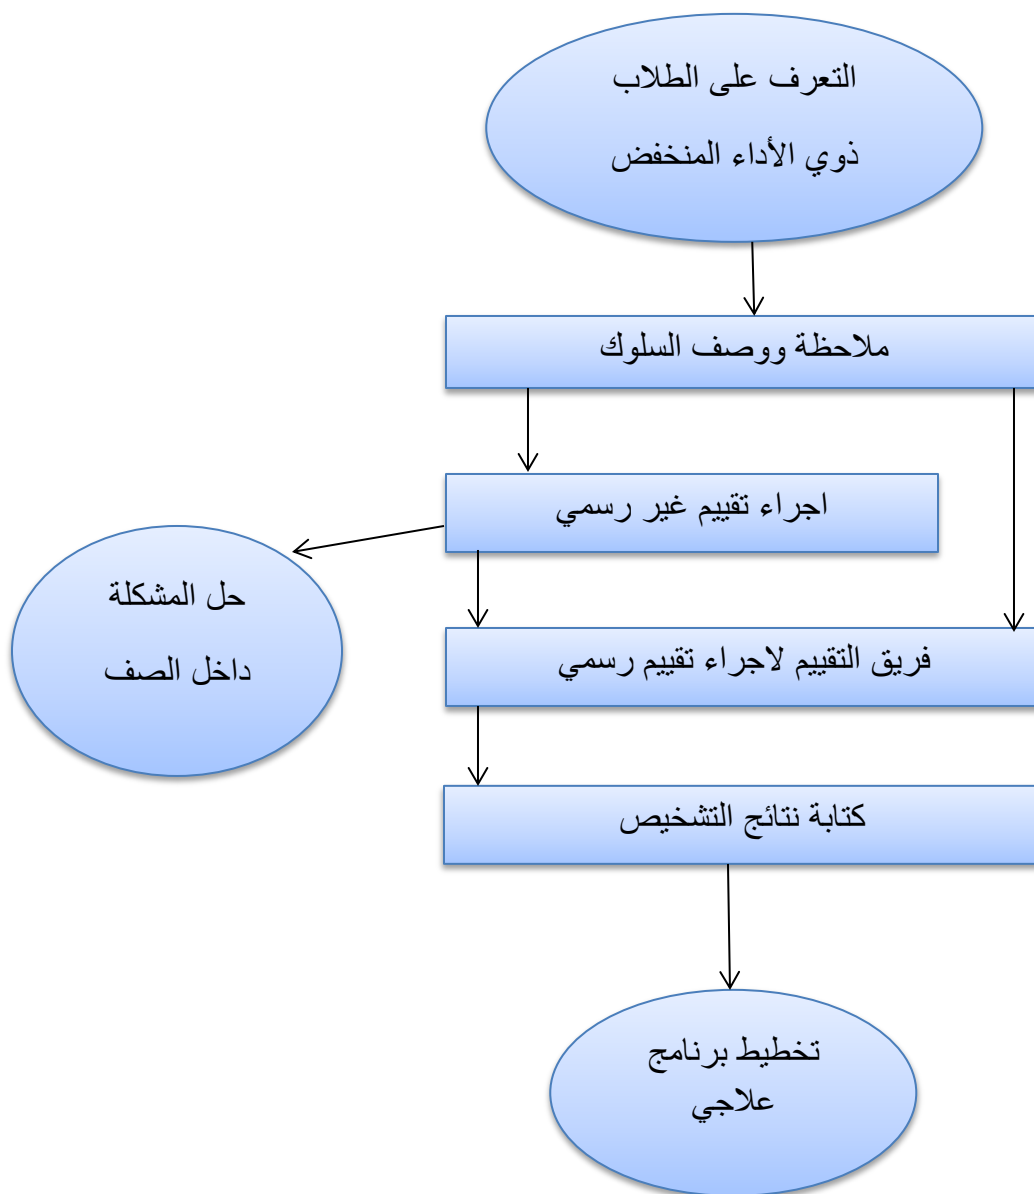 التعرف على الطلاب
ذوي الأداء المنخفض
ملاحظة ووصف السلوك
اجراء تقييم غير رسمي
حل المشكلة
داخل الصف
فريق التقييم لاجراء تقييم رسمي
كتابة نتائج التشخيص
تخطيط برنامج
علاجي